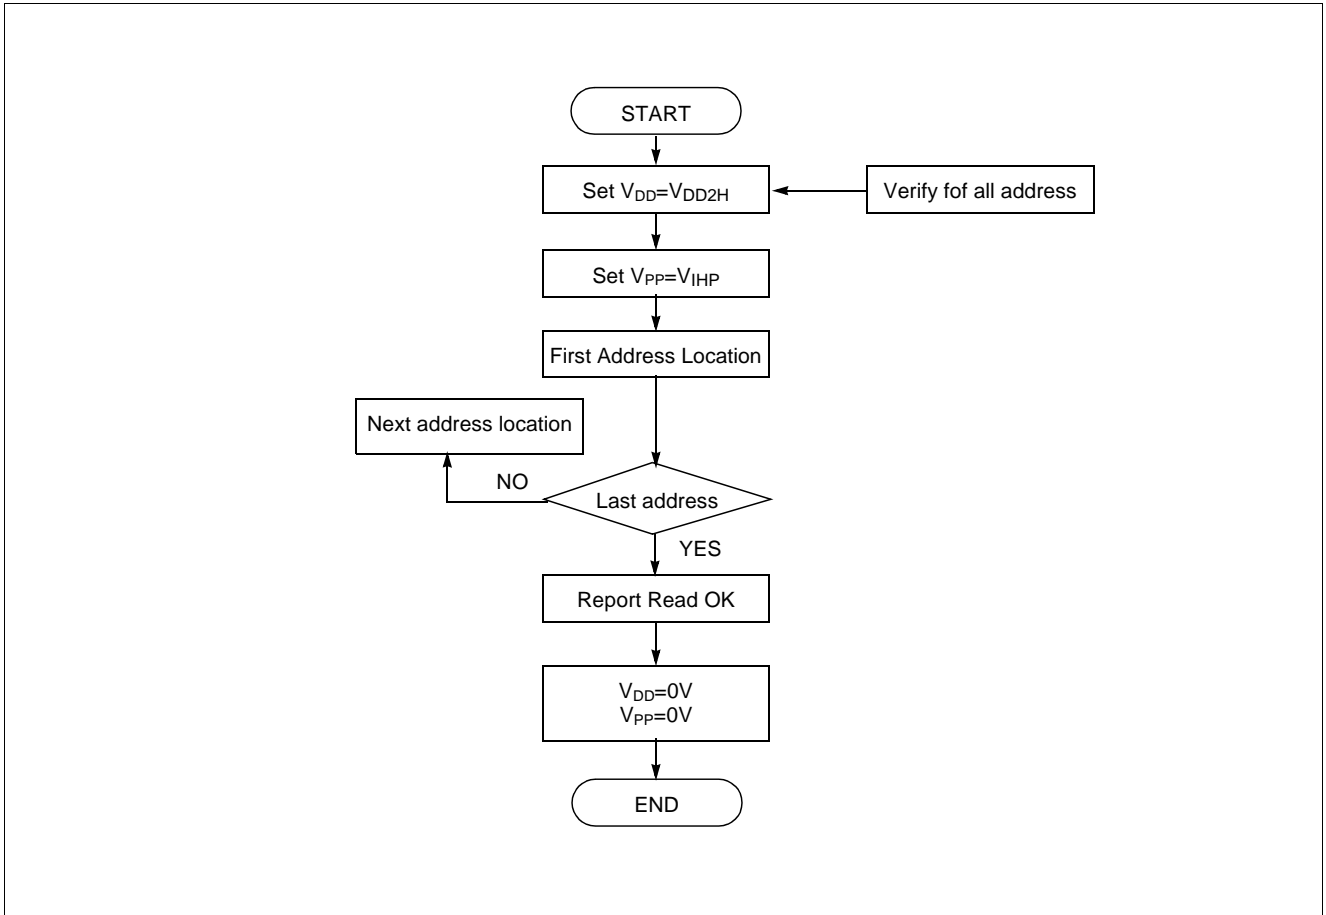 START
Set VDD=VDD2H
Verify fof all address
Set VPP=VIHP
First Address Location
Next address location
NO
Last address
YES
Report Read OK
VDD=0V
VPP=0V
END